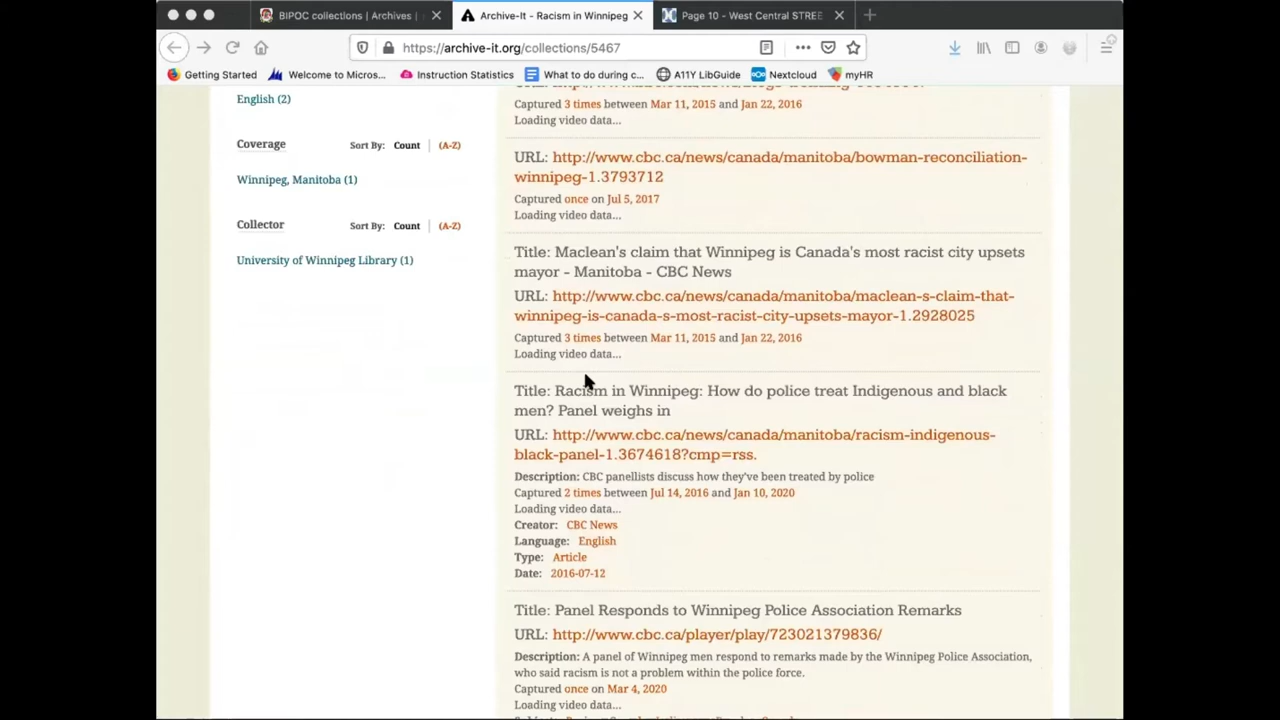 BIPOC collections | Archives |
Archive-It - Racism in Winnipeg
Page 10 - West Central STREE
https://archive-it.org/collections/5467
Getting Started
Welcome to Micros...
Instruction Statistics
What to do during c...
A11Y LibGuide
Nextcloud
myHR
English (2)
Coverage Sort By: Count | (A-Z)
Winnipeg, Manitoba (1)
Collector Sort By: Count | (A-Z)
University of Winnipeg Library (1)
Captured 3 times between Mar 11, 2015 and Jan 22, 2016
Loading video data...
URL: http://www.cbc.ca/news/canada/manitoba/bowman-reconciliation-
winnipeg-1.3793712
Captured once on Jul 5, 2017
Loading video data...
Title: Maclean's claim that Winnipeg is Canada's most racist city upsets
mayor - Manitoba - CBC News
URL: http://www.cbc.ca/news/canada/manitoba/maclean-s-claim-that-
winnipeg-is-canada-s-most-racist-city-upsets-mayor-1.2928025
Captured 3 times between Mar 11, 2015 and Jan 22, 2016
Loading video data...
Title: Racism in Winnipeg: How do police treat Indigenous and black
men? Panel weighs in
URL: http://www.cbc.ca/news/canada/manitoba/racism-indigenous-
black-panel-1.3674618?cmp=rss.
Description: CBC panellists discuss how they've been treated by police
Captured 2 times between Jul 14, 2016 and Jan 10, 2020
Loading video data...
Creator: CBC News
Language: English
Type: Article
Date: 2016-07-12
Title: Panel Responds to Winnipeg Police Association Remarks
URL: http://www.cbc.ca/player/play/723021379836/
Description: A panel of Winnipeg men respond to remarks made by the Winnipeg Police Association,
who said racism is not a problem within the police force.
Captured once on Mar 4, 2020
Loading video data...